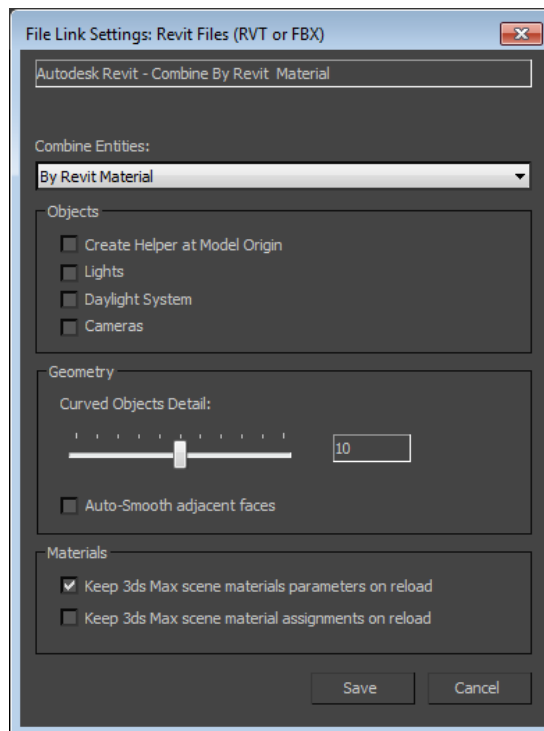 File Link Settings: Revit Files (RVT or FBX)
Autodesk Revit - Combine By Revit  Material
Combine Entities:
By Revit Material
Objects
Create Helper at Model Origin
Lights
Daylight System
Cameras
Geometry
Curved Objects Detail:
10
Auto-Smooth adjacent faces
Materials
Keep 3ds Max scene materials parameters on reload
Keep 3ds Max scene material assignments on reload
Save Cancel